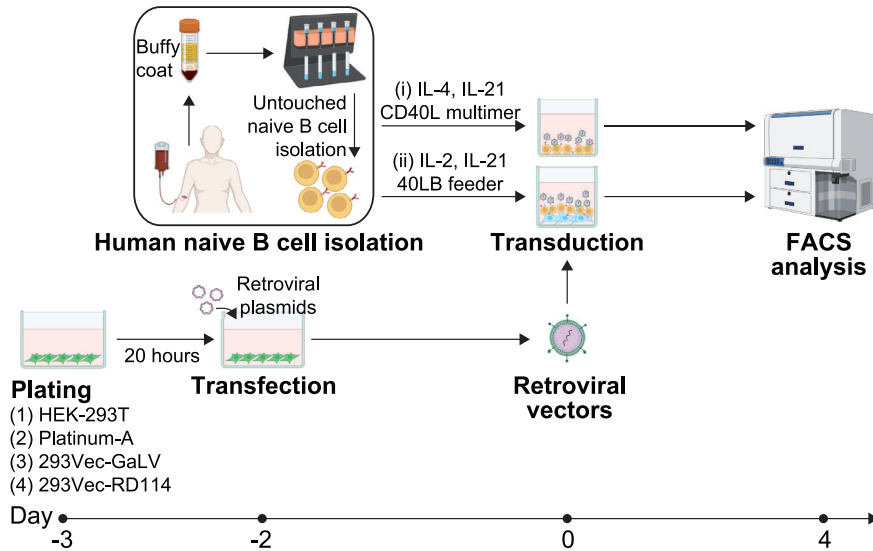 Buffy
coat
Untouched
naive B cell
isolation
(i) IL-4, IL-21
CD40L multimer
(ii) IL-2, IL-21
40LB feeder
Human naive B cell isolation
Transduction
FACS
analysis
Retroviral
plasmids
20 hours
Plating
(1) HEK-293T
(2) Platinum-A
(3) 293Vec-GaLV
(4) 293Vec-RD114
Transfection
Retroviral
vectors
Day
-3 -2 0 4